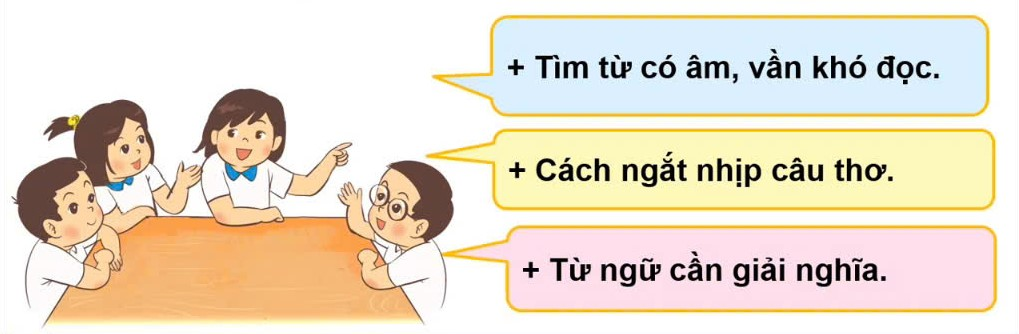 + Tìm từ có âm, vần khó đọc.
+ Cách ngắt nhịp câu thơ.
+ Từ ngữ cần giải nghĩa.